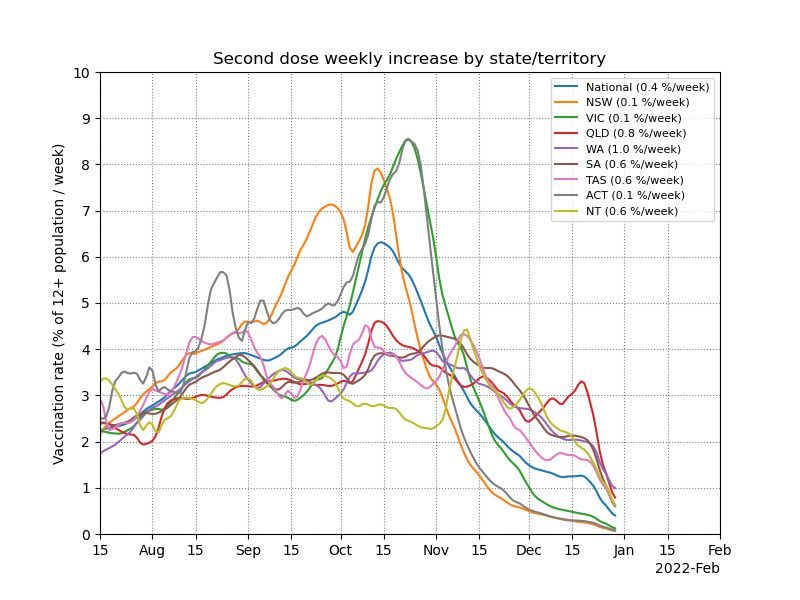 Second dose weekly increase by state/territory
Vaccination rate (% of 12+ population / week)
10
9
8
7
6
5
4
3
2
1
0
National (0.4 %/week)
NSW (0.1 %/week)
VIC (0.1 %/week)
QLD (0.8 %/week)
WA (1.0 %/week)
SA (0.6 %/week)
TAS (0.6 %/week)
ACT (0.1 %/week)
NT (0.6 %/week)
15 Aug 15 Sep 15 Oct 15 Nov 15 Dec 15 Jan 15 Feb
2022-Feb